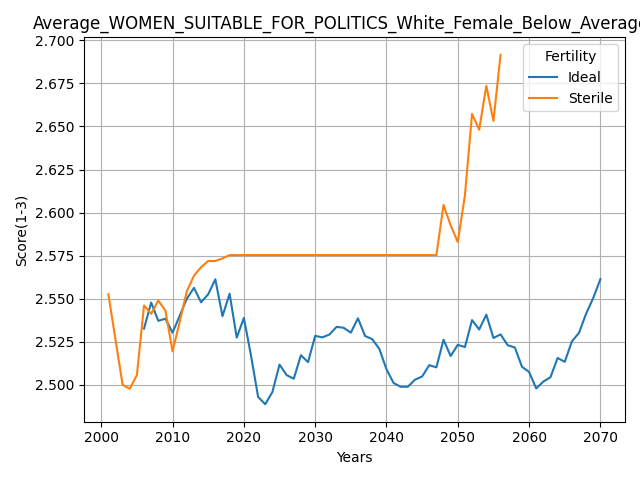 Average_WOMEN_SUITABLE_FOR_POLITICS_White_Female_Below_Average
2.700
2.675
2.650
2.625
2.600
2.575
2.550
2.525
2.500
Score(1-3)
Fertility
Ideal
Sterile
2000 2010 2020 2030 2040 2050 2060 2070
Years